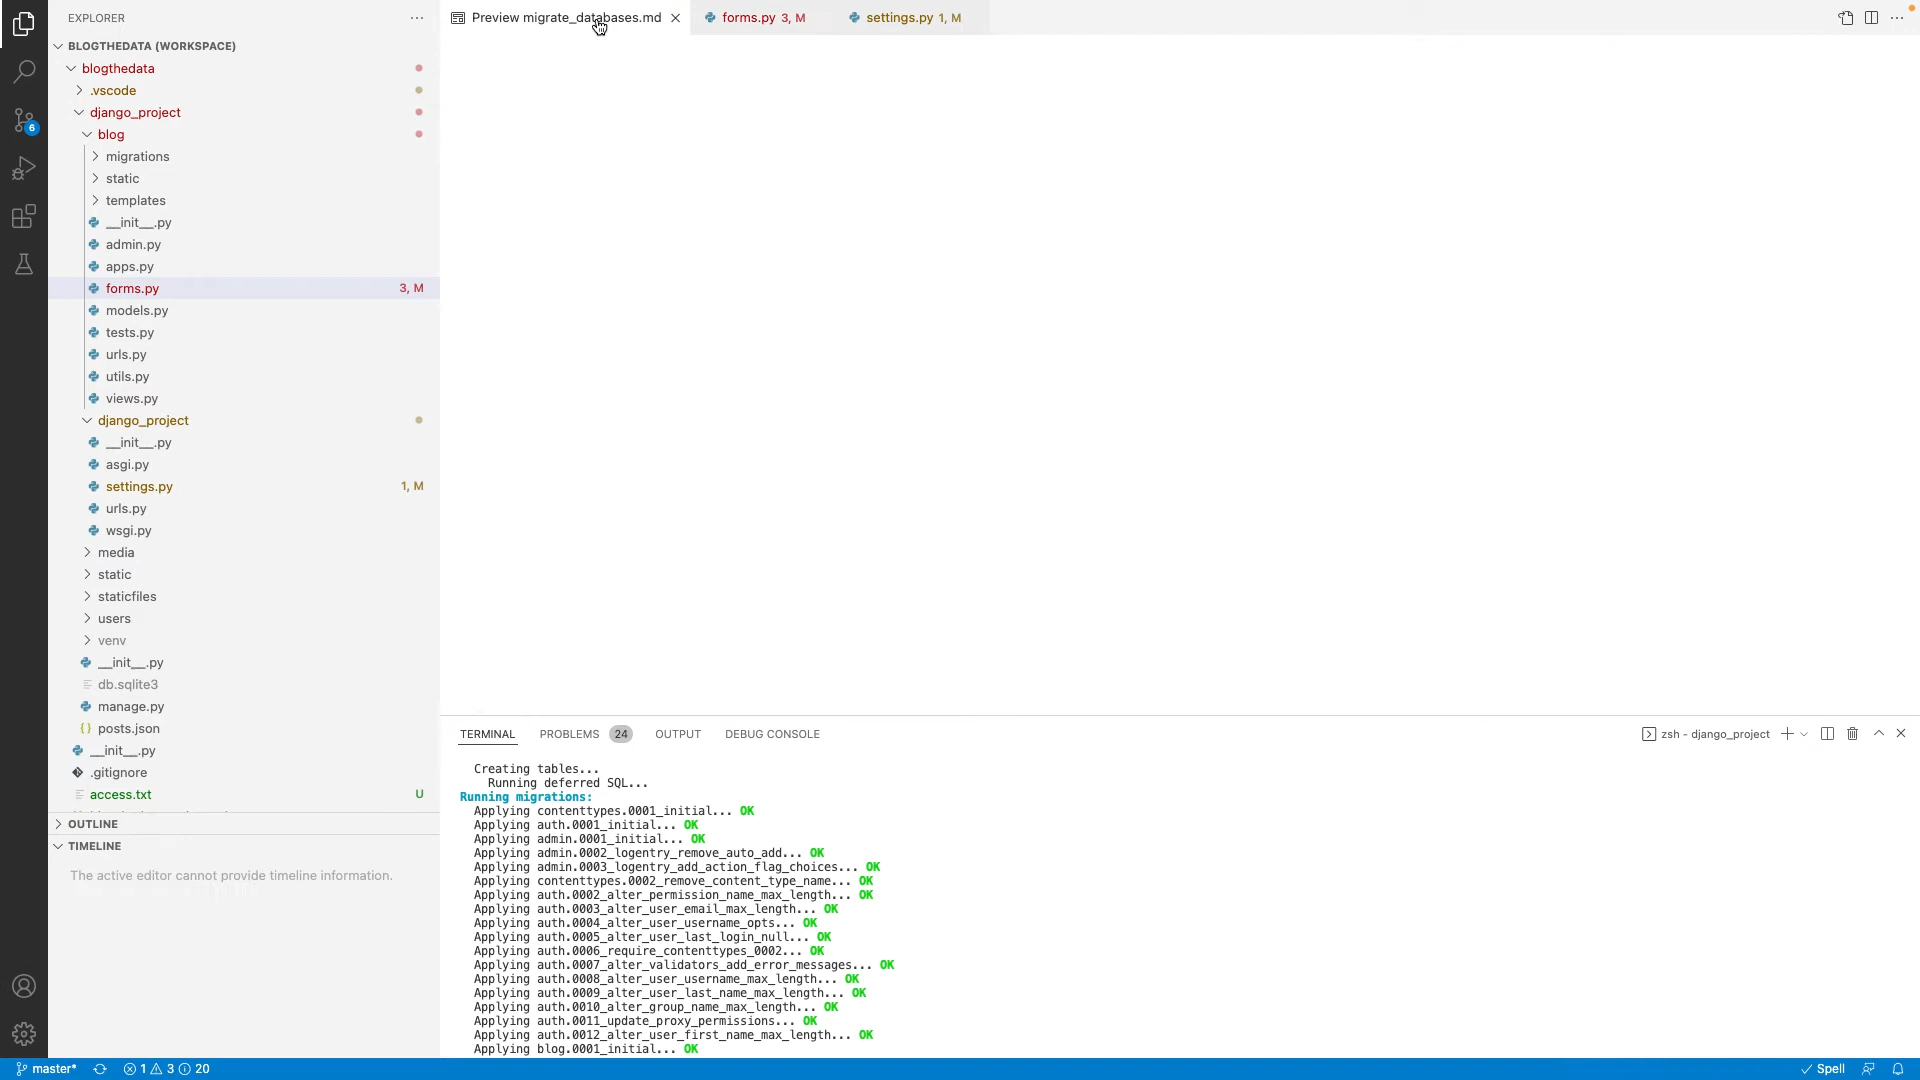 EXPLORER
BLOGTHEDATA (WORKSPACE)
blogthedata
.vscode
django_project
blog
migrations
static
templates
__init__.py
admin.py
apps.py
forms.py 3, M
models.py
tests.py
urls.py
utils.py
views.py
django_project
__init__.py
asgi.py
settings.py 1, M
urls.py
wsgi.py
media
static
staticfiles
users
venv
__init__.py
db.sqlite3
manage.py
posts.json
__init__.py
.gitignore
access.txt U
OUTLINE
TIMELINE
The active editor cannot provide timeline information.
6
Preview migrate_databases.md forms.py 3, M settings.py 1, M
TERMINAL PROBLEMS 24 OUTPUT DEBUG CONSOLE zsh - django_project
Creating tables...
Running deferred SQL...
Running migrations:
Applying contenttypes.0001_initial... OK
Applying auth.0001_initial... OK
Applying admin.0001_initial... OK
Applying admin.0002_logentry_remove_auto_add... OK
Applying admin.0003_logentry_add_action_flag_choices... OK
Applying contenttypes.0002_remove_content_type_name... OK
Applying auth.0002_alter_permission_name_max_length... OK
Applying auth.0003_alter_user_email_max_length... OK
Applying auth.0004_alter_user_username_opts... OK
Applying auth.0005_alter_user_last_login_null... OK
Applying auth.0006_require_contenttypes_0002... OK
Applying auth.0007_alter_validators_add_error_messages... OK
Applying auth.0008_alter_user_username_max_length... OK
Applying auth.0009_alter_user_last_name_max_length... OK
Applying auth.0010_alter_group_name_max_length... OK
Applying auth.0011_update_proxy_permissions... OK
Applying auth.0012_alter_user_first_name_max_length... OK
Applying blog.0001_initial... OK
master* 1 3 20 Spell